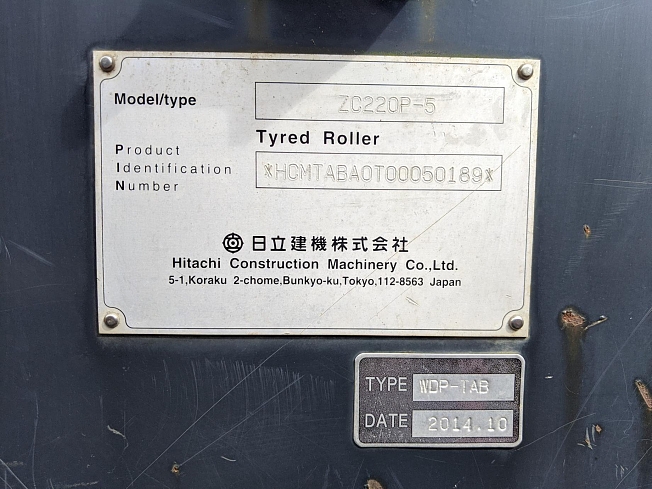 Model/type ZC220P-5
Tyred Roller
Product
Identification
Number
*HCMTABA0T00050189*
日立建機株式会社
Hitachi Construction Machinery Co.,Ltd.
5-1,Koraku 2-chome,Bunkyo-ku,Tokyo,112-8563 Japan
TYPE WDP-TAB
DATE 2014.10